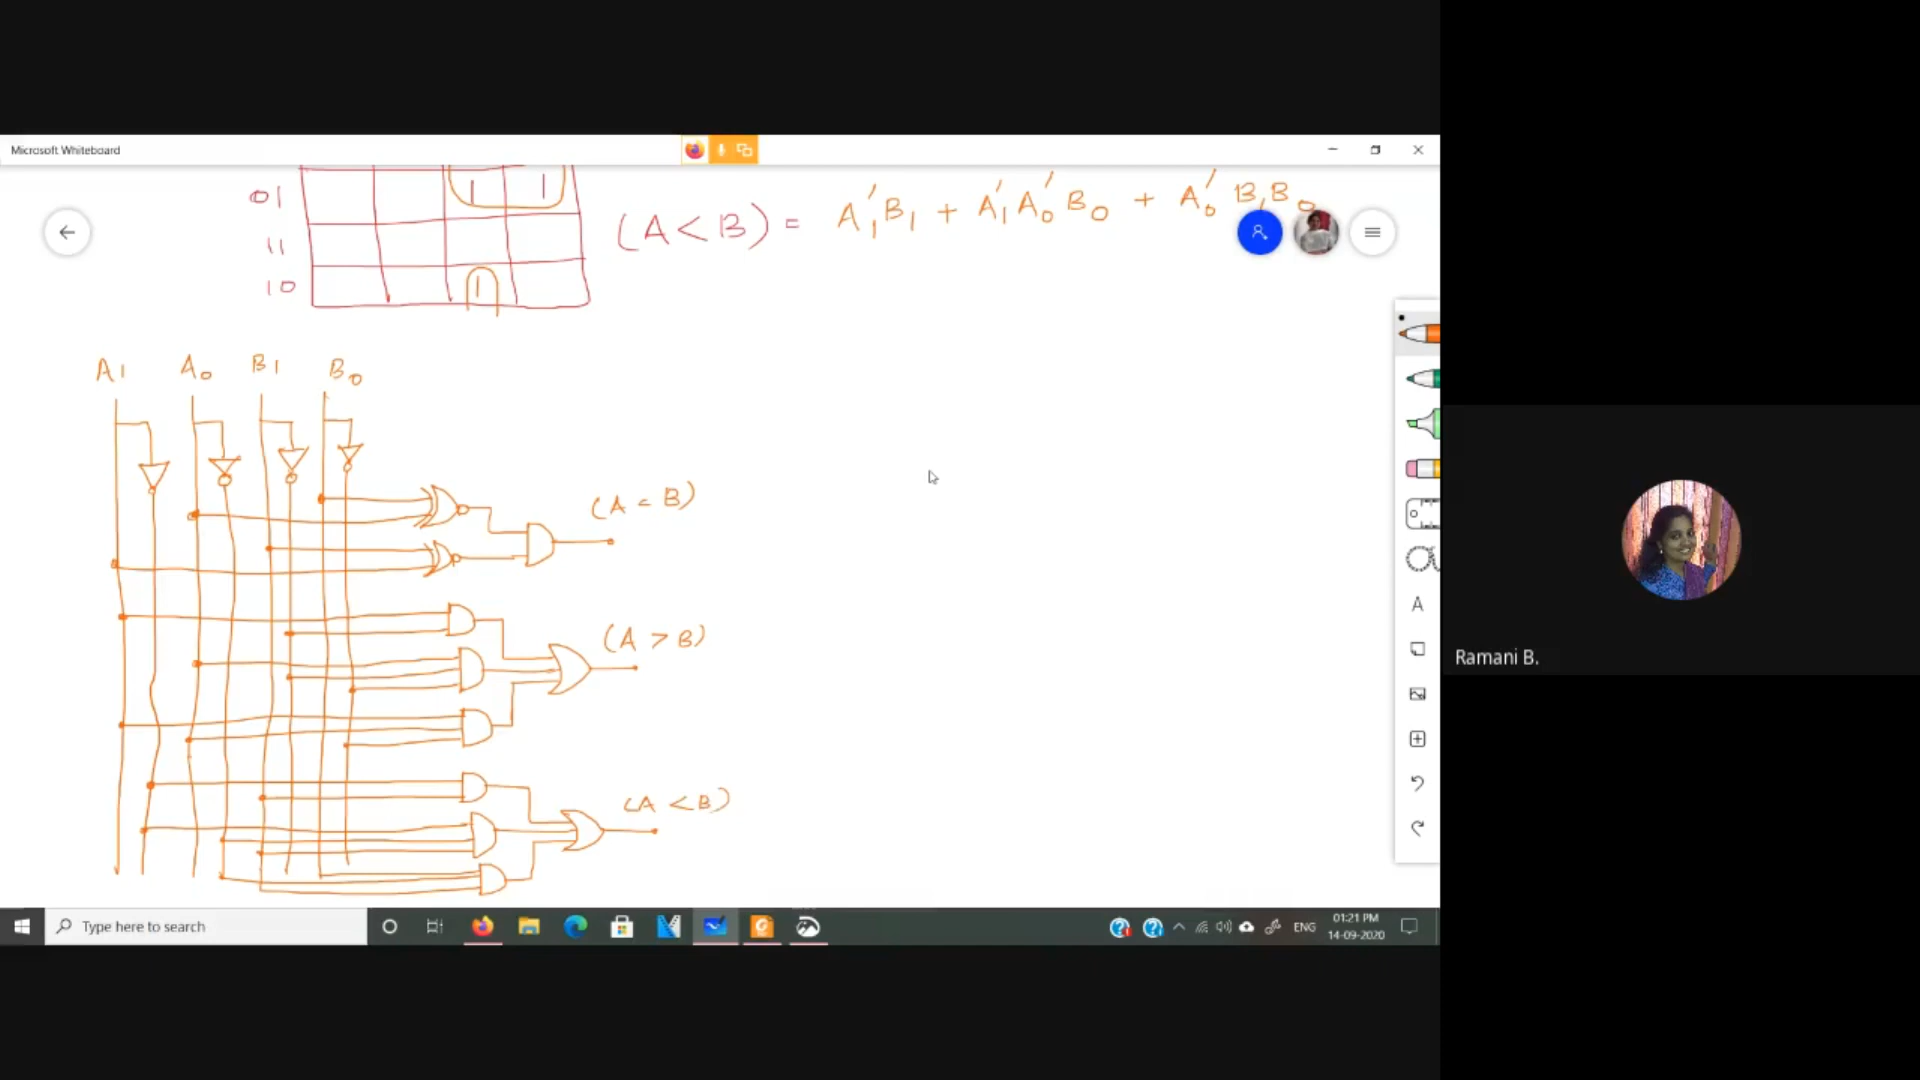 Microsoft Whiteboard
01 1 1
(A < B) = A₁'B₁ + A₁'A₀'B₀ + A₀'B₁B₀
11
10 1
A1 A₀ B1 B₀
(A = B)
(A > B)
(A < B)
A
Ramani B.
Type here to search
ENG
01:21 PM
14-09-2020